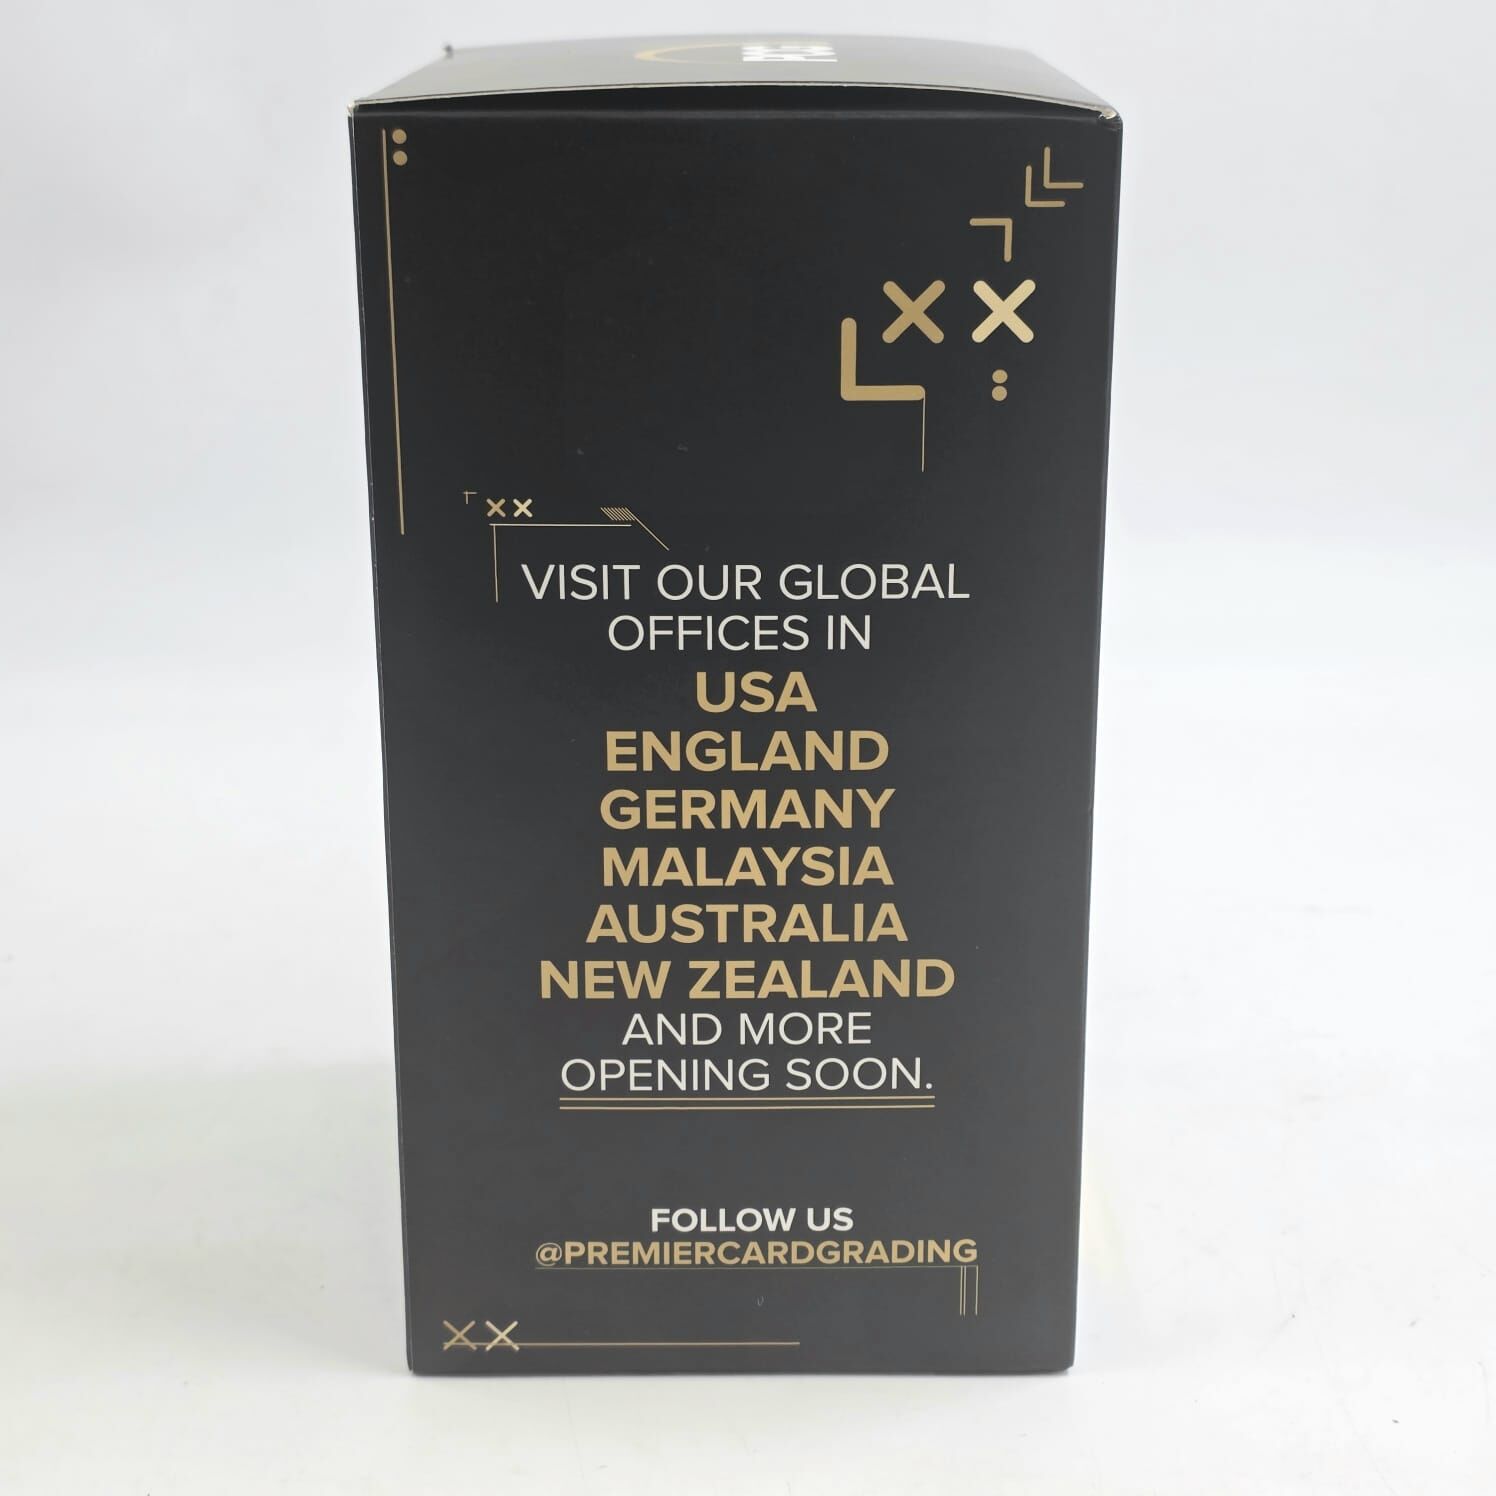 PCG
VISIT OUR GLOBAL
OFFICES IN
USA
ENGLAND
GERMANY
MALAYSIA
AUSTRALIA
NEW ZEALAND
AND MORE
OPENING SOON.
FOLLOW US
@PREMIERCARDGRADING